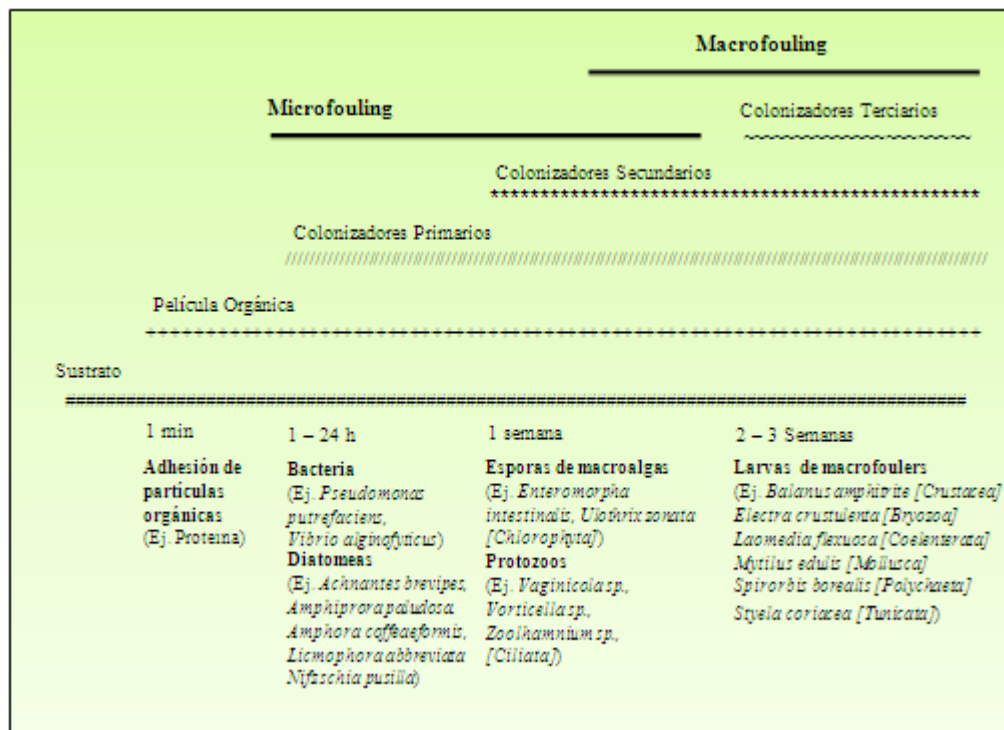 Macrofouling
Microfouling
Colonizadores Terciarios
Colonizadores Secundarios
Colonizadores Primarios
Película Orgánica
Sustrato
1 min
Adhesión de
partículas
orgánicas
(Ej. Proteína)
1 – 24 h
Bacteria
(Ej. Pseudomonas
putrefaciens,
Vibrio alginofyticus)
Diatomeas
(Ej. Achnantes brevipes,
Amphiprora paludosa
Amphora coffeaeformis,
Licmophora abbreviata
Nifzschia pusilla)
1 semana
Esporas de macroalgas
(Ej. Enteromorpha
intestinalis, Ulothrix zonata
[Chlorophyta])
Protozoos
(Ej. Vaginicola sp.,
Vorticella sp.,
Zoolhamnium sp.,
[Ciliata])
2 – 3 Semanas
Larvas de macrofoulers
(Ej. Balanus amphitrite [Crustacea]
Electra crustulenta [Bryozoa]
Laomedia flexuosa [Coelenterata]
Mytilus edulis [Mollusca]
Spirorbis borealis [Polychaeta]
Styela coriacea [Tunicata])